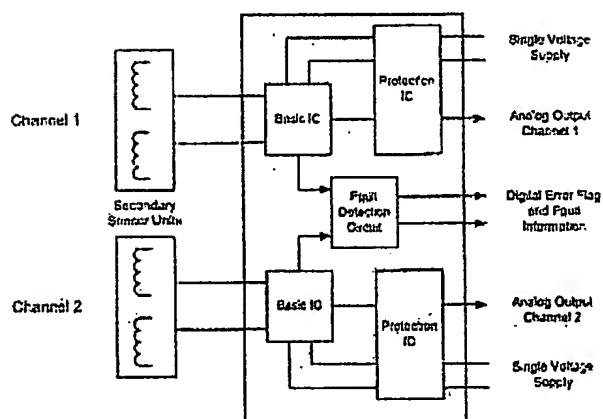 Single Voltage
Supply
Channel 1
Basic IC
Protection
IC
Analog Output
Channel 1
Secondary
Sensor Units
Fault
Detection
Circuit
Digital Error Flag
and Fault
Information
Channel 2
Basic IC
Protection
IC
Analog Output
Channel 2
Single Voltage
Supply